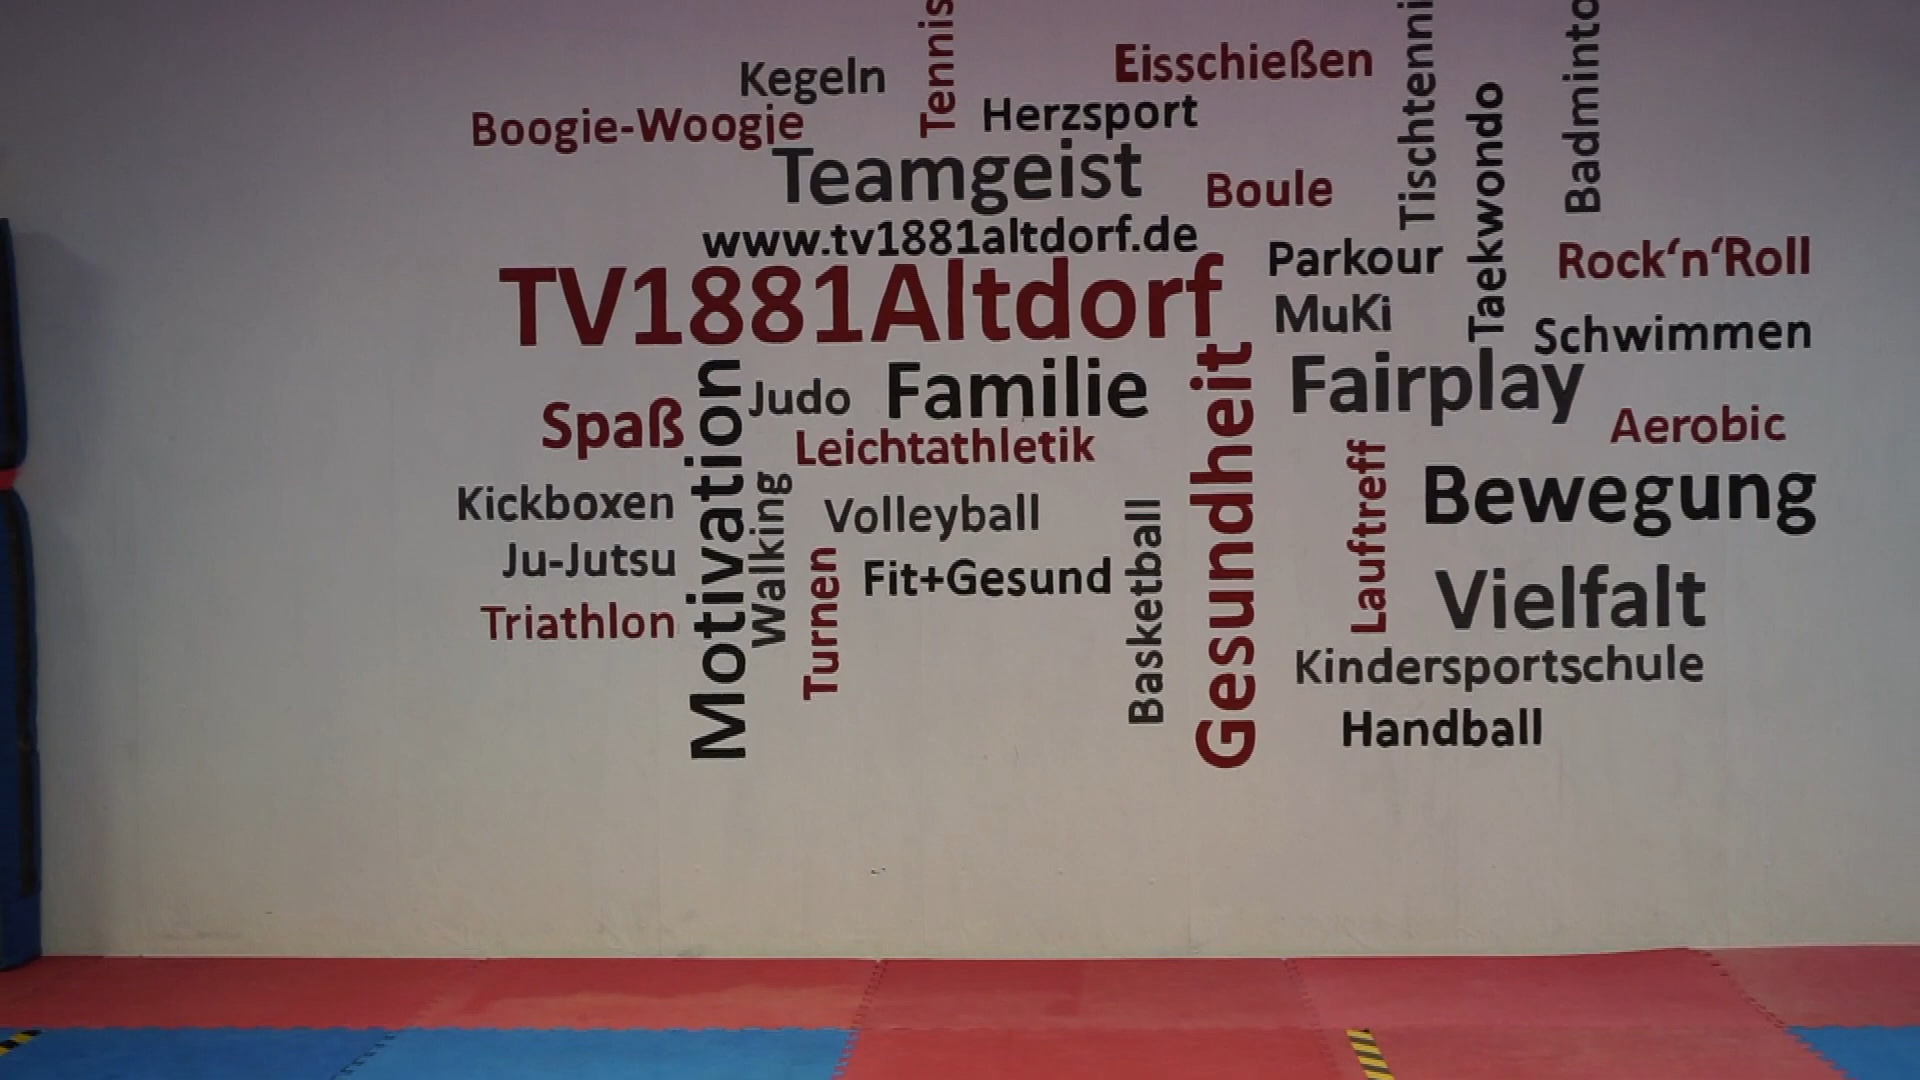 Tennis
Tischtenni
Badminto
Kegeln
Eisschießen
Boogie-Woogie
Herzsport
Teamgeist
Boule
Taekwondo
www.tv1881altdorf.de
Parkour
Rock‘n‘Roll
TV1881Altdorf
MuKi
Schwimmen
Motivation
Judo
Familie
Gesundheit
Fairplay
Spaß
Leichtathletik
Aerobic
Kickboxen
Walking
Volleyball
Basketball
Lauftreff
Bewegung
Ju-Jutsu
Turnen
Fit+Gesund
Vielfalt
Triathlon
Kindersportschule
Handball